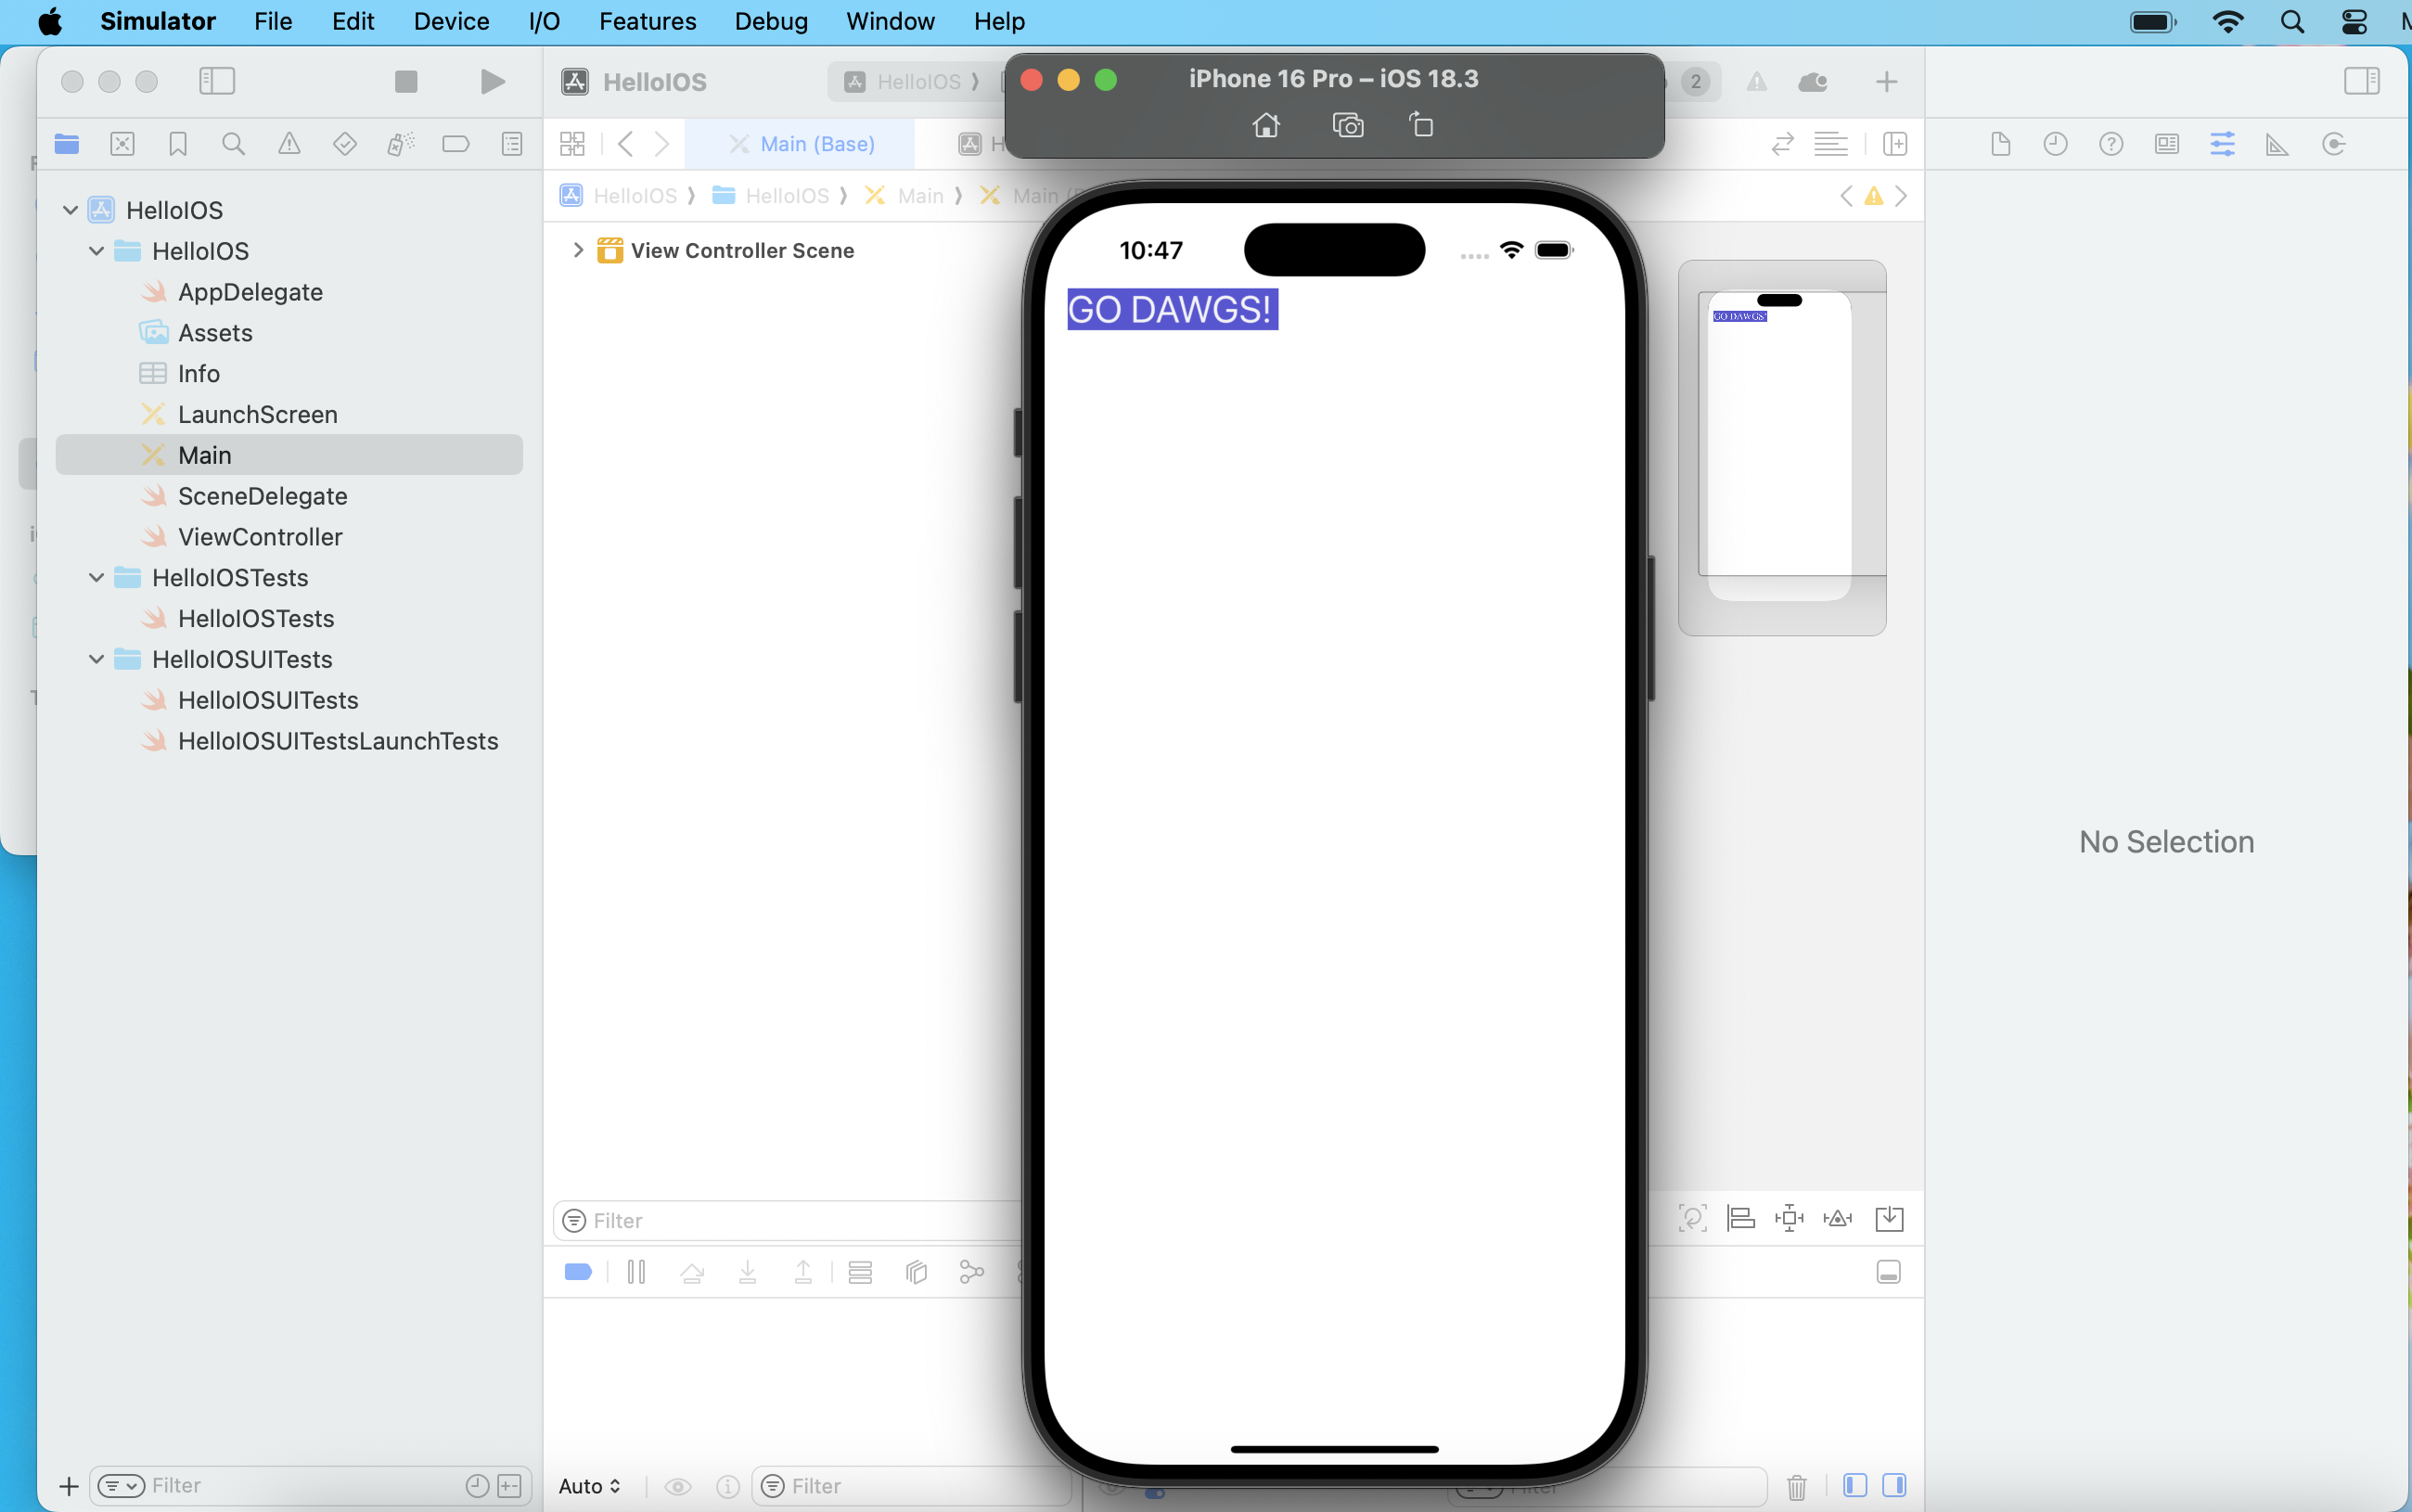 Simulator File Edit Device I/O Features Debug Window Help
HelloIOS
HelloIOS
2
iPhone 16 Pro – iOS 18.3
Main (Base)
H
HelloIOS
HelloIOS
Main
Main
HelloIOS
HelloIOS
AppDelegate
Assets
Info
LaunchScreen
Main
SceneDelegate
ViewController
HelloIOSTests
HelloIOSTests
HelloIOSUITests
HelloIOSUITests
HelloIOSUITestsLaunchTests
View Controller Scene
10:47
GO DAWGS!
GO DAWGS!
No Selection
Filter
Filter
Auto
Filter
Filter